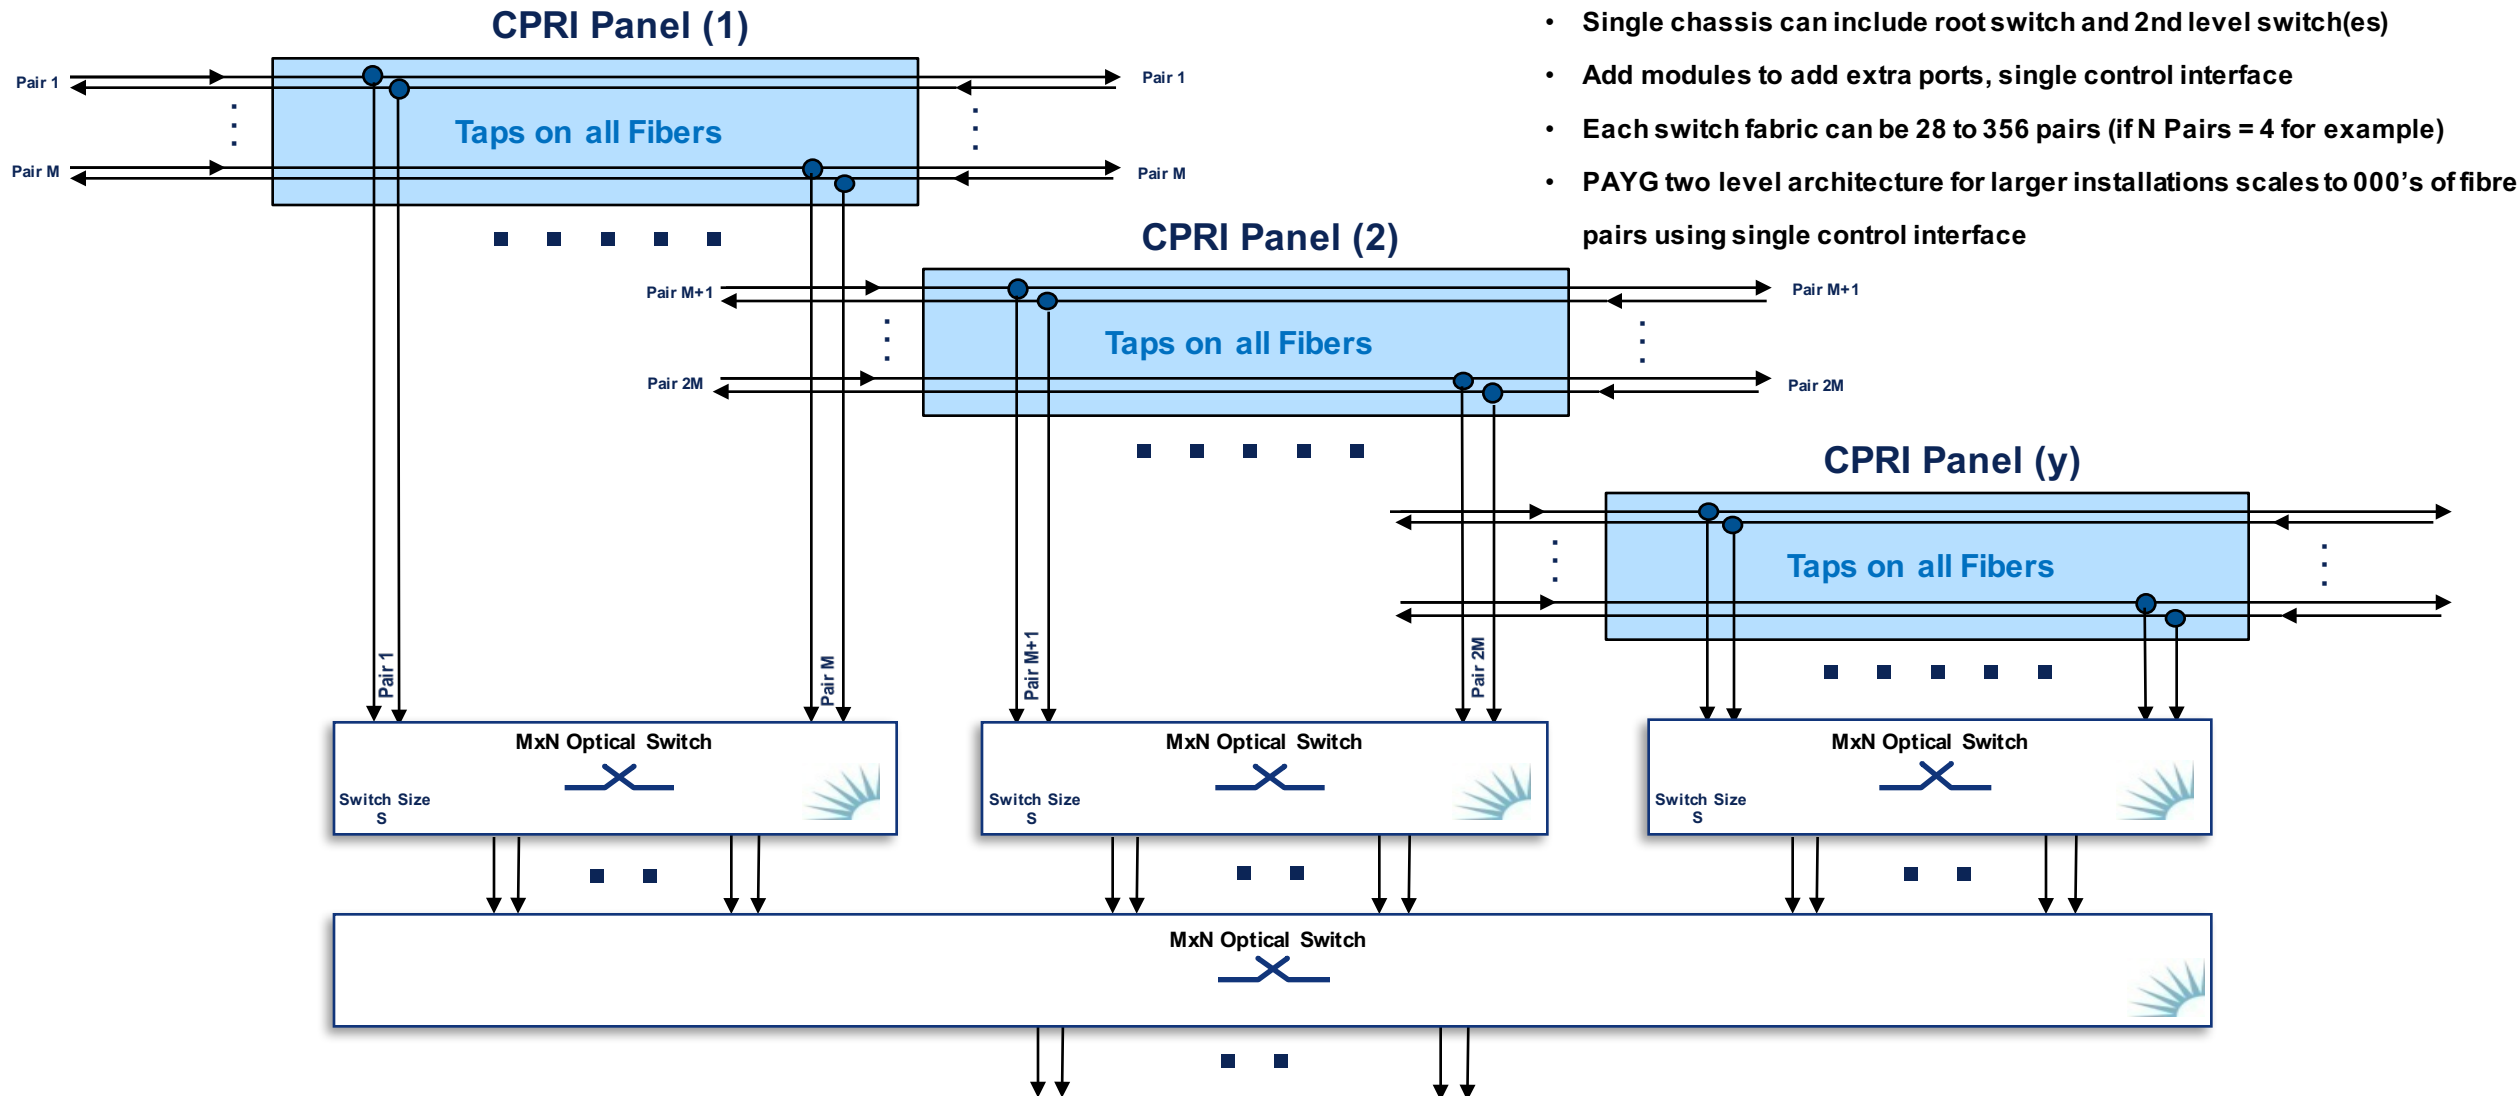 CPRI Panel (1)
Pair 1
Pair 1
Taps on all Fibers
Pair M
Pair M
• Single chassis can include root switch and 2nd level switch(es)
• Add modules to add extra ports, single control interface
• Each switch fabric can be 28 to 356 pairs (if N Pairs = 4 for example)
• PAYG two level architecture for larger installations scales to 000’s of fibre
pairs using single control interface
CPRI Panel (2)
Pair M+1
Pair M+1
Taps on all Fibers
Pair 2M
Pair 2M
CPRI Panel (y)
Taps on all Fibers
Pair 1
Pair M
Pair M+1
Pair 2M
MxN Optical Switch
Switch Size
S
MxN Optical Switch
Switch Size
S
MxN Optical Switch
Switch Size
S
MxN Optical Switch